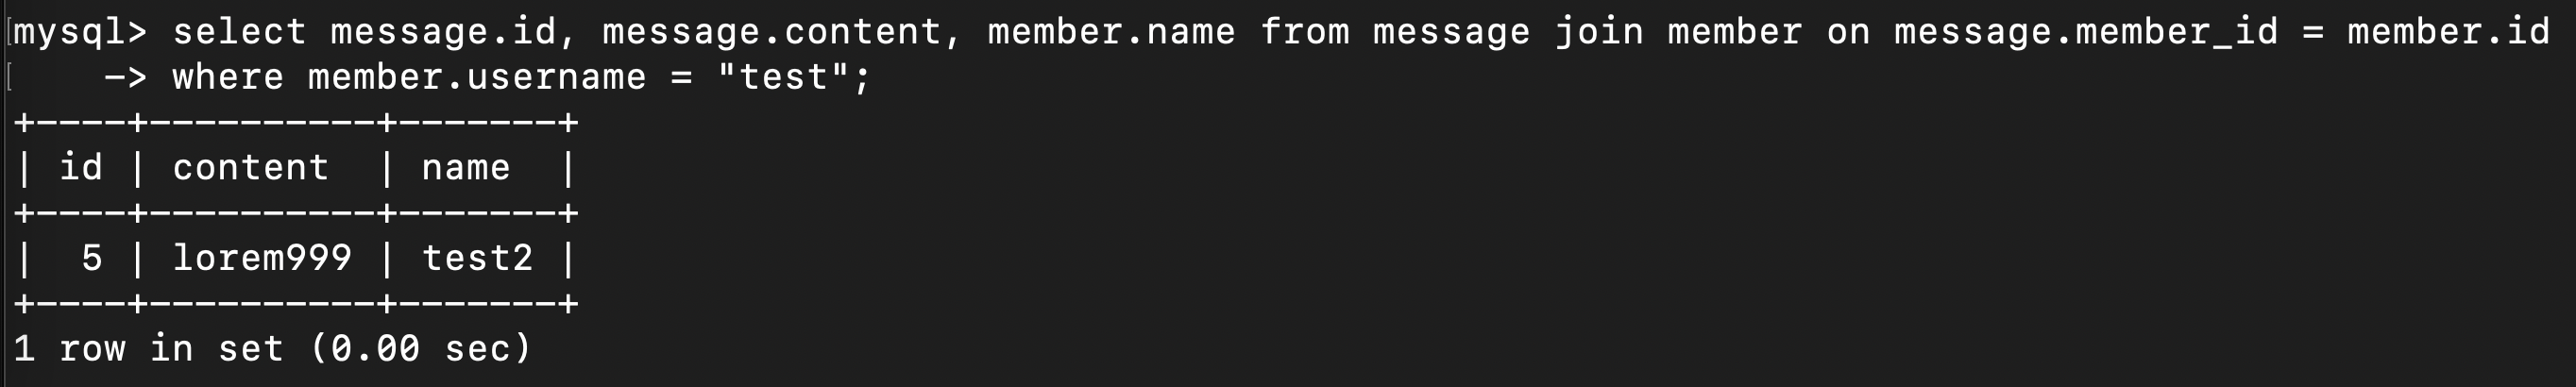 mysql> select message.id, message.content, member.name from message join member on message.member_id = member.id
    -> where member.username = "test";
+----+----------+-------+
| id | content  | name  |
+----+----------+-------+
|  5 | lorem999 | test2 |
+----+----------+-------+
1 row in set (0.00 sec)